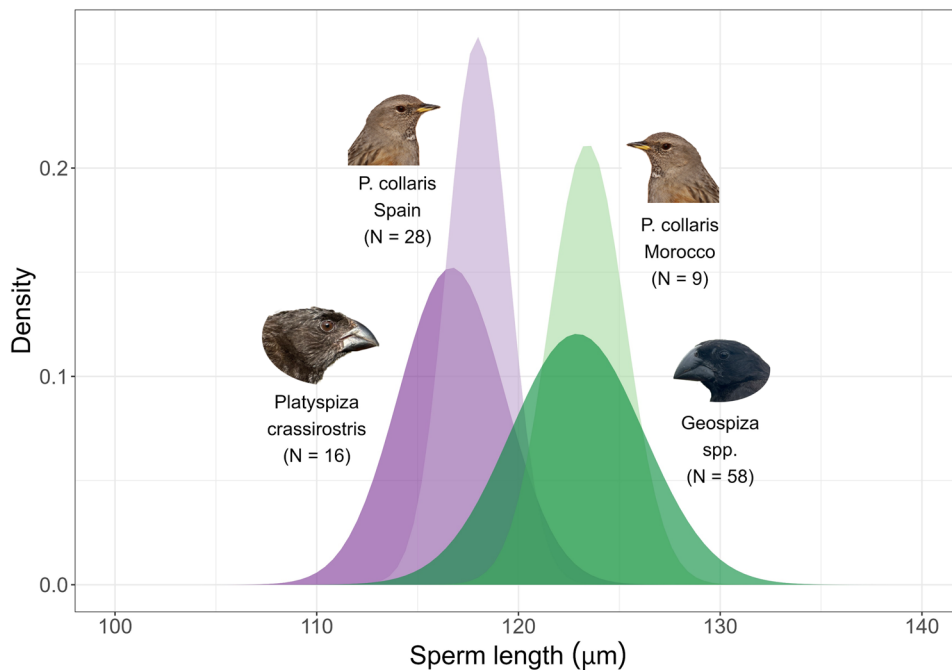 P. collaris
Spain
(N = 28)
P. collaris
Morocco
(N = 9)
Platyspiza
crassirostris
(N = 16)
Geospiza
spp.
(N = 58)
Density
0.2
0.1
0.0
100 110 120 130 140
Sperm length (μm)